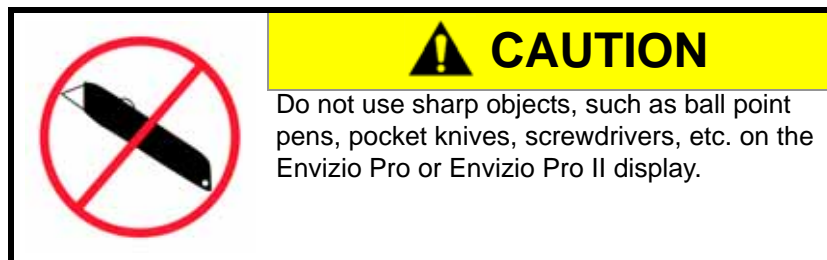 CAUTION
Do not use sharp objects, such as ball point
pens, pocket knives, screwdrivers, etc. on the
Envizio Pro or Envizio Pro II display.